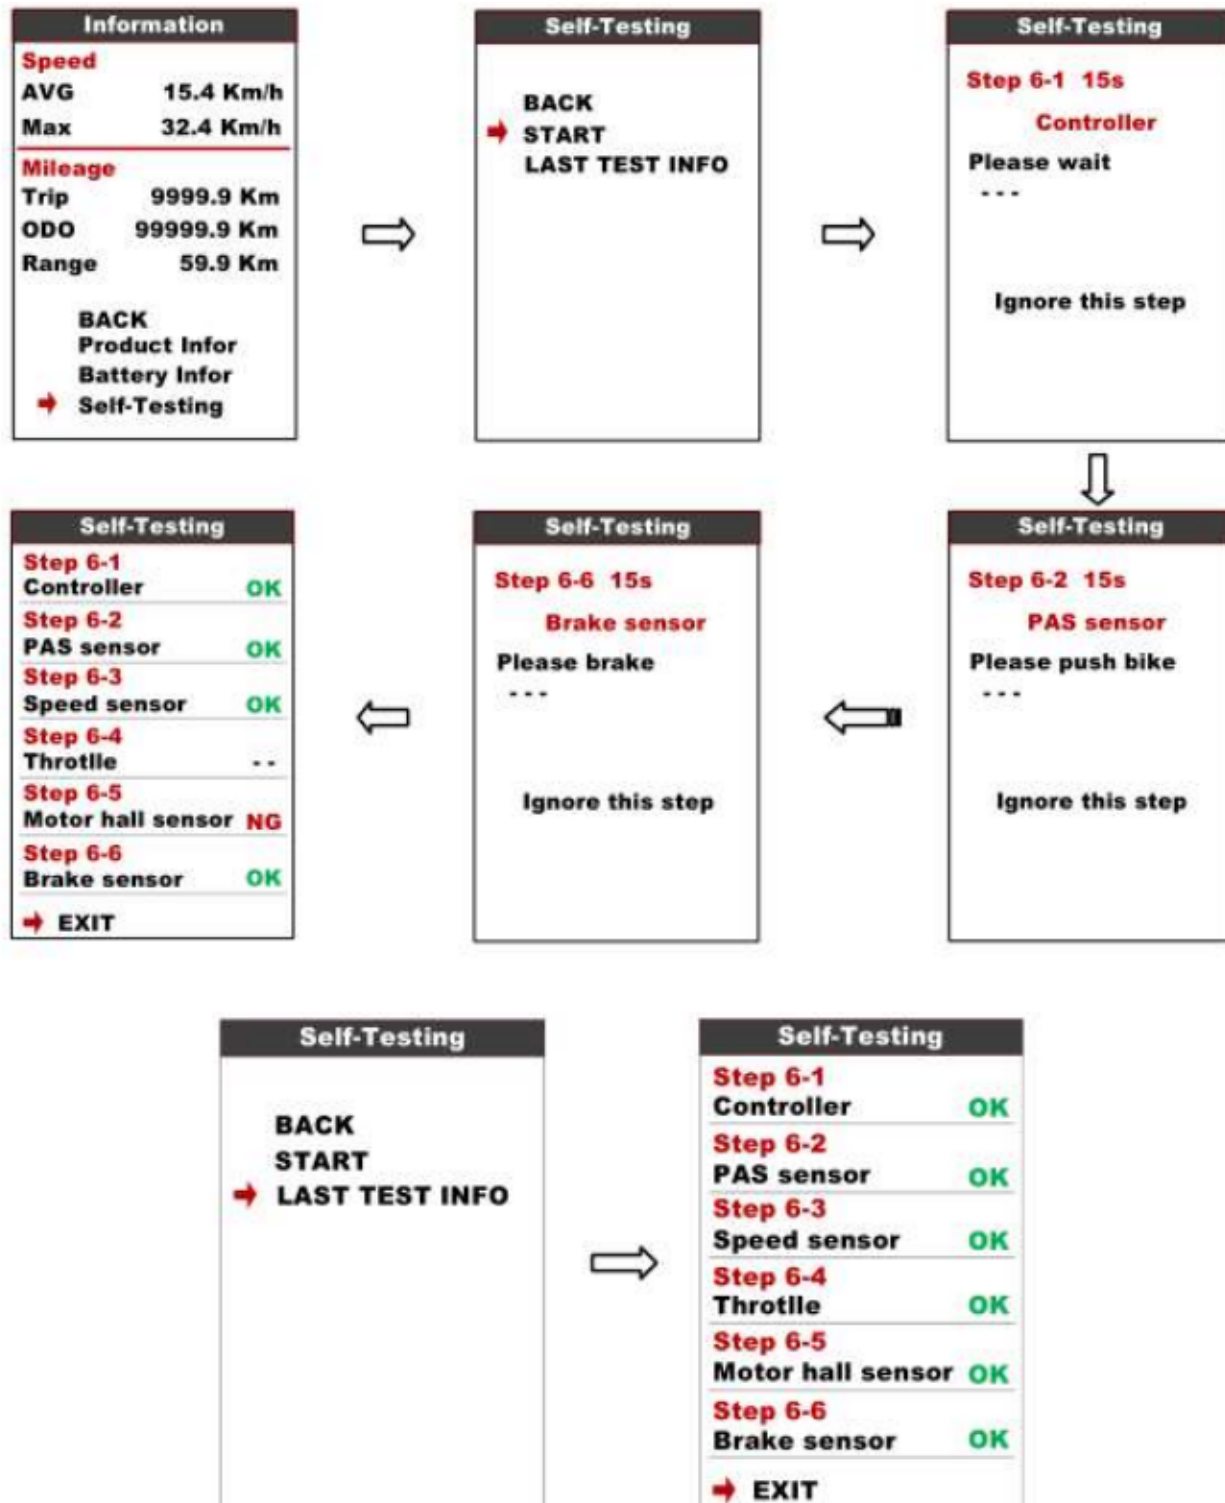 Information
Speed
AVG 15.4 Km/h
Max 32.4 Km/h
Mileage
Trip 9999.9 Km
ODO 99999.9 Km
Range 59.9 Km
BACK
Product Infor
Battery Infor
Self-Testing
Self-Testing
BACK
START
LAST TEST INFO
Self-Testing
Step 6-1 15s
Controller
Please wait
- - -
Ignore this step
Self-Testing
Step 6-2 15s
PAS sensor
Please push bike
- - -
Ignore this step
Self-Testing
Step 6-6 15s
Brake sensor
Please brake
- - -
Ignore this step
Self-Testing
Step 6-1
Controller OK
Step 6-2
PAS sensor OK
Step 6-3
Speed sensor OK
Step 6-4
Throtlle - -
Step 6-5
Motor hall sensor NG
Step 6-6
Brake sensor OK
EXIT
Self-Testing
BACK
START
LAST TEST INFO
Self-Testing
Step 6-1
Controller OK
Step 6-2
PAS sensor OK
Step 6-3
Speed sensor OK
Step 6-4
Throtlle OK
Step 6-5
Motor hall sensor OK
Step 6-6
Brake sensor OK
EXIT